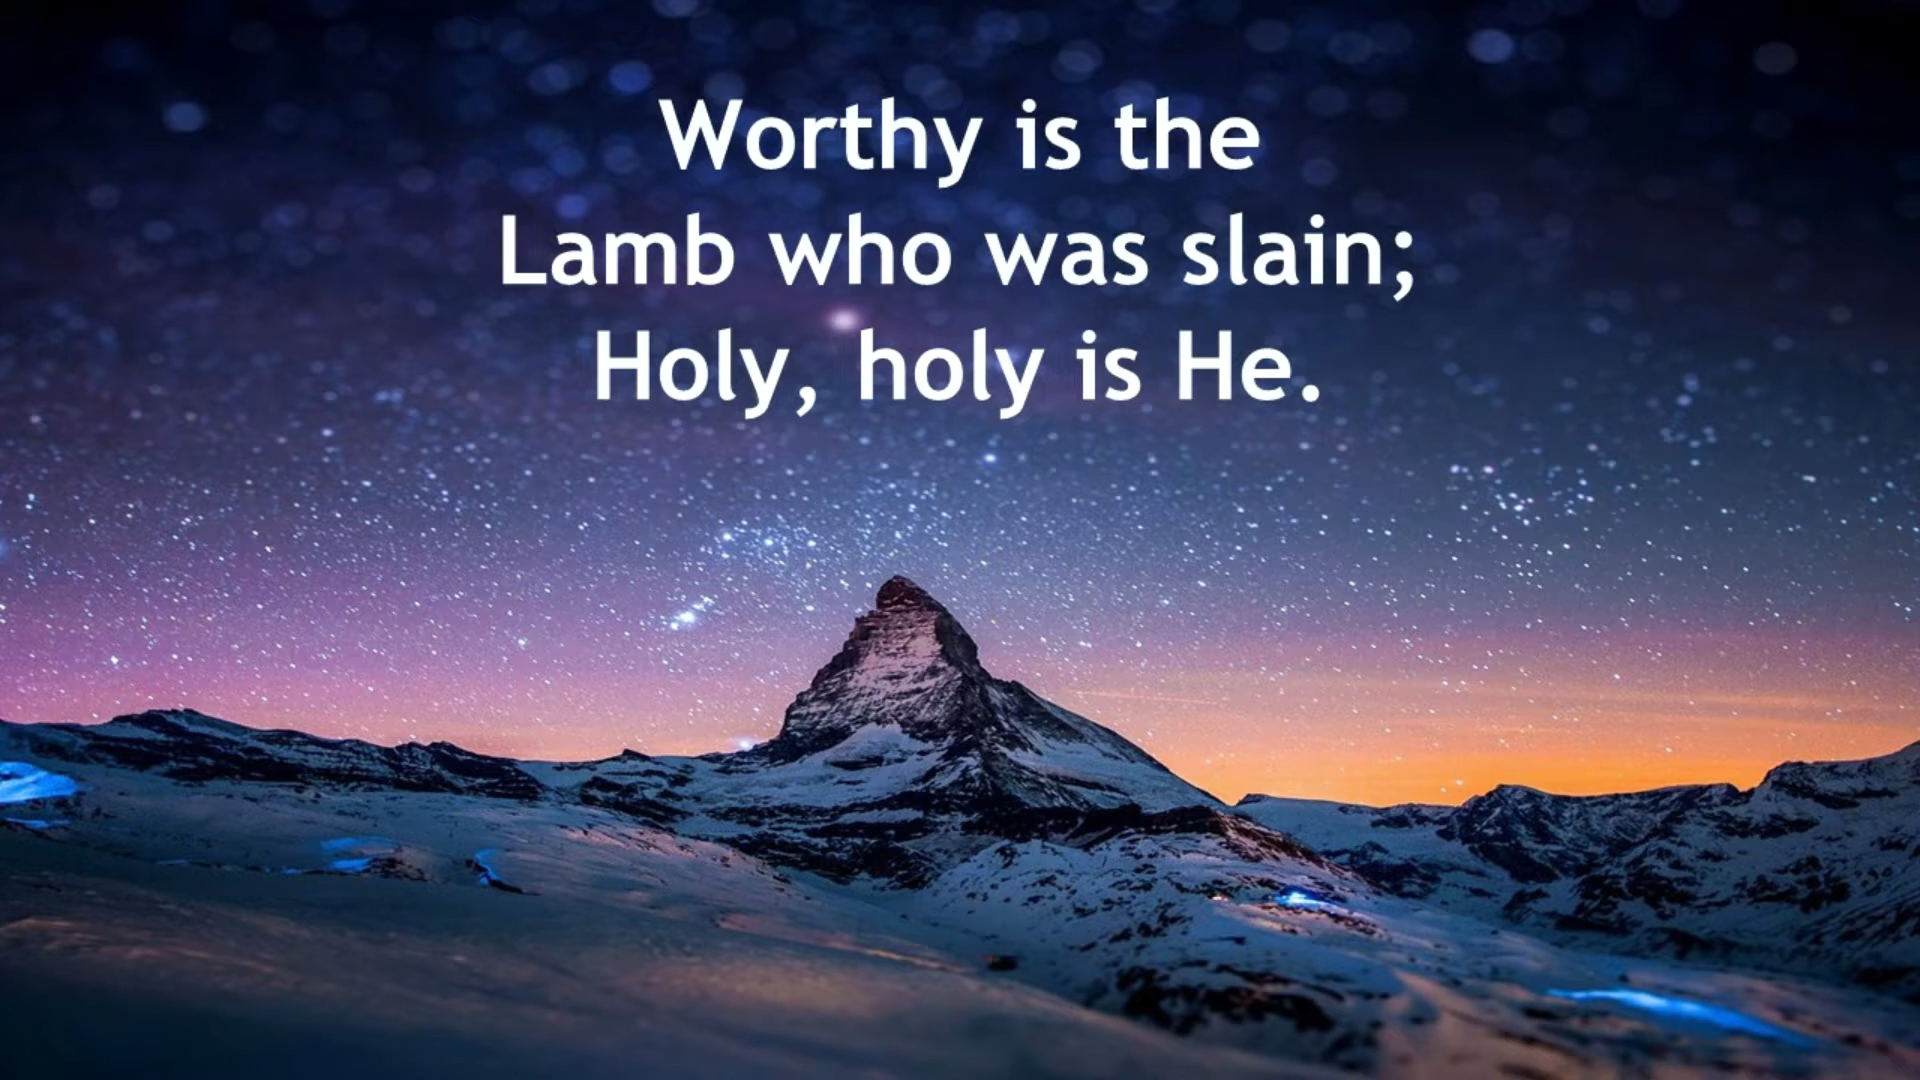 Worthy is the
Lamb who was slain;
Holy, holy is He.